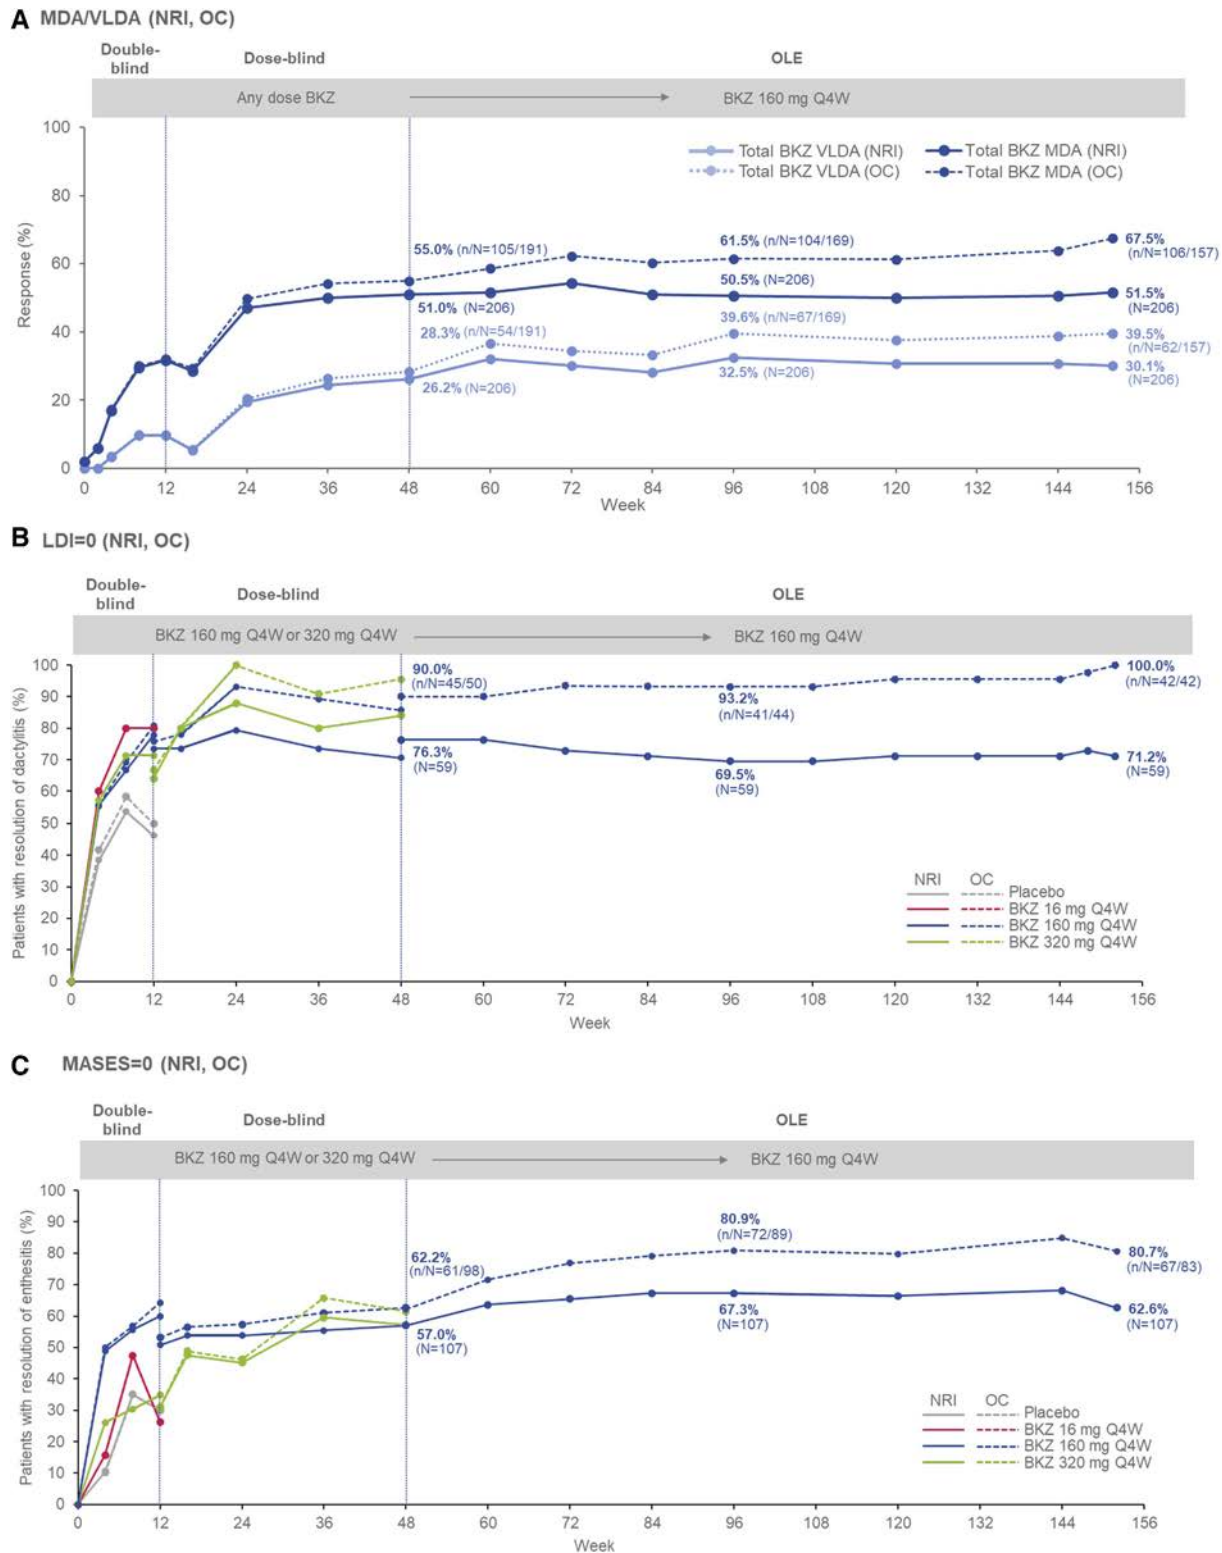 A MDA/VLDA (NRI, OC)
Double-
blind
Dose-blind
OLE
Any dose BKZ
BKZ 160 mg Q4W
Response (%)
100
80
60
40
20
0
Total BKZ VLDA (NRI)
Total BKZ MDA (NRI)
Total BKZ VLDA (OC)
Total BKZ MDA (OC)
55.0% (n/N=105/191)
61.5% (n/N=104/169)
67.5%
(n/N=106/157)
51.0% (N=206)
50.5% (N=206)
51.5%
(N=206)
28.3% (n/N=54/191)
39.6% (n/N=67/169)
39.5%
(n/N=62/157)
26.2% (N=206)
32.5% (N=206)
30.1%
(N=206)
0 12 24 36 48 60 72 84 96 108 120 132 144 156
Week
B LDI=0 (NRI, OC)
Double-
blind
Dose-blind
OLE
BKZ 160 mg Q4W or 320 mg Q4W
BKZ 160 mg Q4W
Patients with resolution of dactylitis (%)
100
90
80
70
60
50
40
30
20
10
0
90.0%
(n/N=45/50)
93.2%
(n/N=41/44)
100.0%
(n/N=42/42)
76.3%
(N=59)
69.5%
(N=59)
71.2%
(N=59)
NRI OC
Placebo
BKZ 16 mg Q4W
BKZ 160 mg Q4W
BKZ 320 mg Q4W
0 12 24 36 48 60 72 84 96 108 120 132 144 156
Week
C MASES=0 (NRI, OC)
Double-
blind
Dose-blind
OLE
BKZ 160 mg Q4W or 320 mg Q4W
BKZ 160 mg Q4W
Patients with resolution of enthesitis (%)
100
90
80
70
60
50
40
30
20
10
0
62.2%
(n/N=61/98)
80.9%
(n/N=72/89)
80.7%
(n/N=67/83)
57.0%
(N=107)
67.3%
(N=107)
62.6%
(N=107)
NRI OC
Placebo
BKZ 16 mg Q4W
BKZ 160 mg Q4W
BKZ 320 mg Q4W
0 12 24 36 48 60 72 84 96 108 120 132 144 156
Week